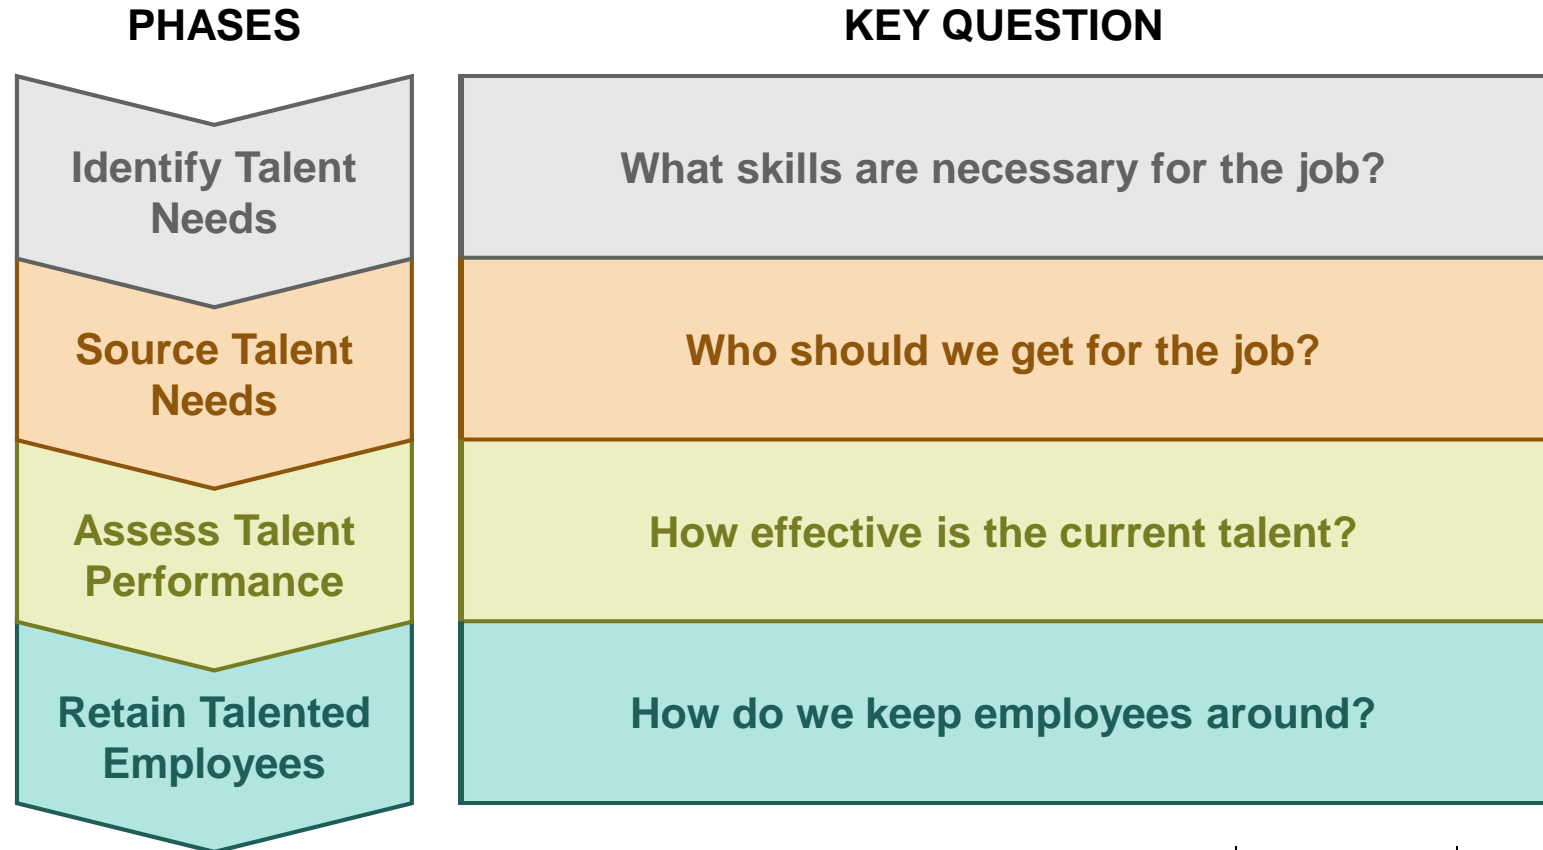 PHASES
KEY QUESTION
Identify Talent
Needs
What skills are necessary for the job?
Source Talent
Needs
Who should we get for the job?
Assess Talent
Performance
How effective is the current talent?
Retain Talented
Employees
How do we keep employees around?